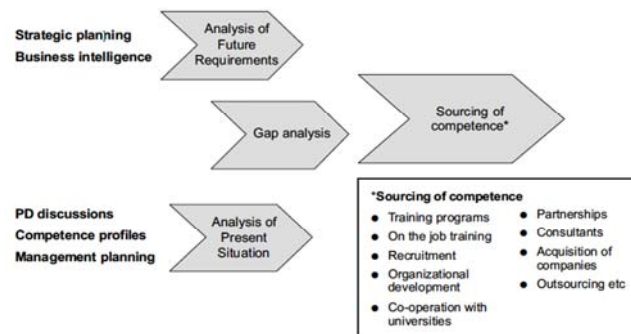 Strategic planning
Business intelligence
Analysis of
Future
Requirements
Gap analysis
Sourcing of
competence*
PD discussions
Competence profiles
Management planning
Analysis of
Present
Situation
*Sourcing of competence
● Training programs
● On the job training
● Recruitment
● Organizational
development
● Co-operation with
universities
● Partnerships
● Consultants
● Acquisition of
companies
● Outsourcing etc